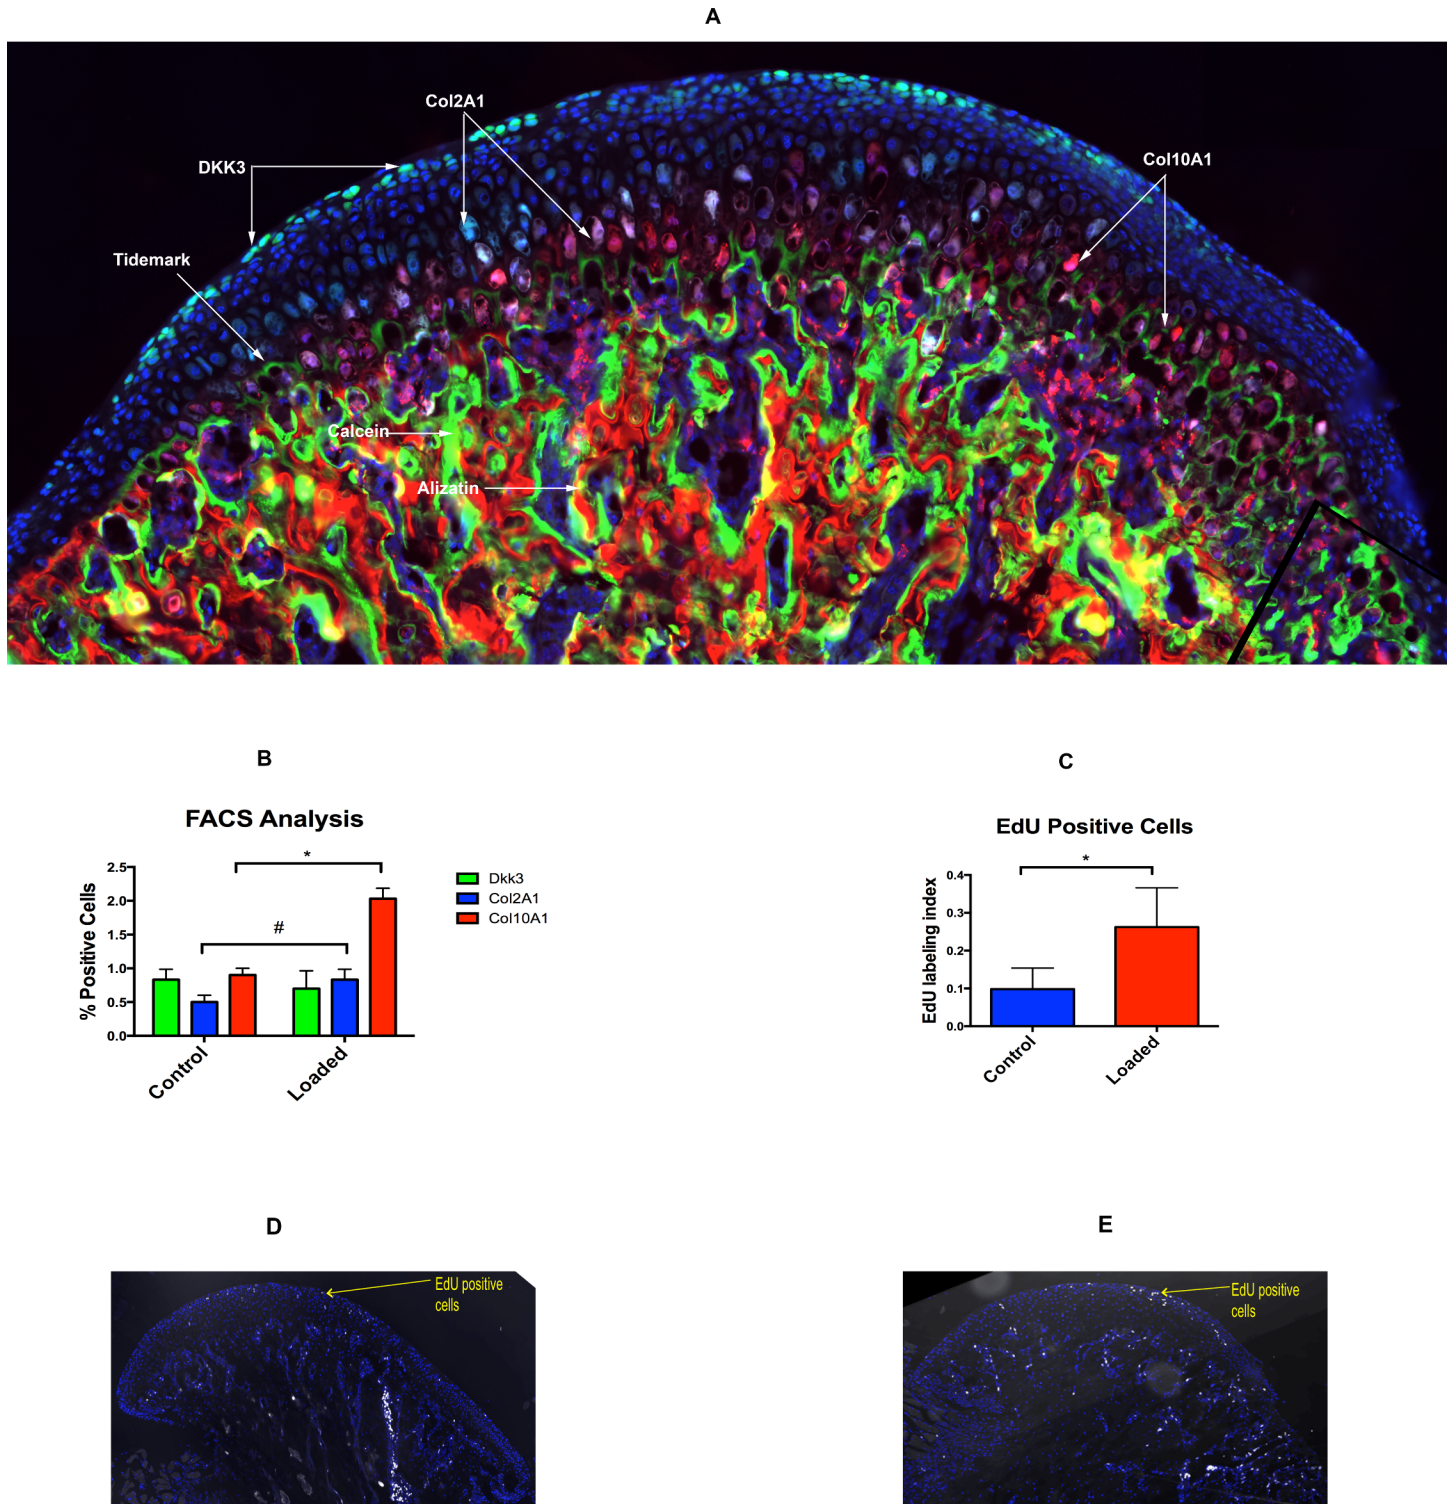 A
Col2A1
DKK3
Col10A1
Tidemark
Calcein
Alizatin
B
C
FACS Analysis
EdU Positive Cells
% Positive Cells
2.5
2.0
1.5
1.0
0.5
0.0
*
#
Dkk3
Col2A1
Col10A1
Control
Loaded
EdU labeling index
0.4
0.3
0.2
0.1
0.0
*
Control
Loaded
D
E
EdU positive
cells
EdU positive
cells